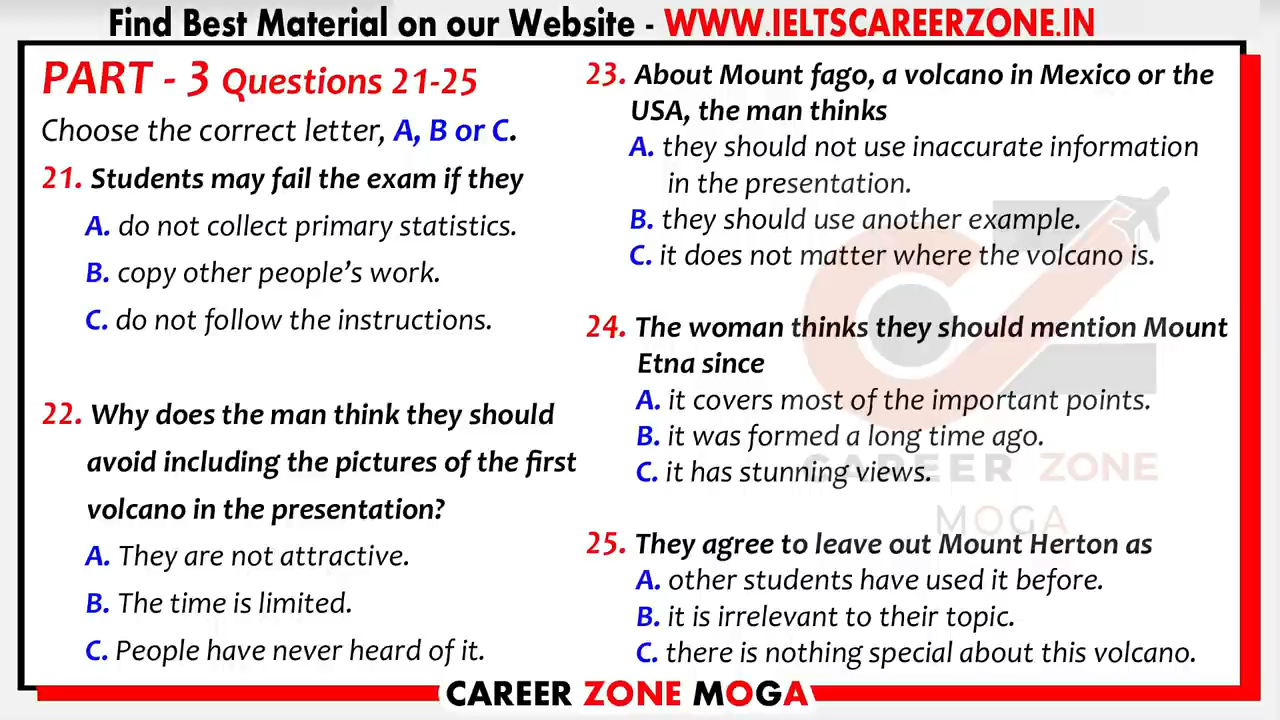 Find Best Material on our Website - WWW.IELTSCAREERZONE.IN
PART - 3 Questions 21-25
Choose the correct letter, A, B or C.
21. Students may fail the exam if they
A. do not collect primary statistics.
B. copy other people's work.
C. do not follow the instructions.
22. Why does the man think they should
avoid including the pictures of the first
volcano in the presentation?
A. They are not attractive.
B. The time is limited.
C. People have never heard of it.
23. About Mount fago, a volcano in Mexico or the
USA, the man thinks
A. they should not use inaccurate information
in the presentation.
B. they should use another example.
C. it does not matter where the volcano is.
24. The woman thinks they should mention Mount
Etna since
A. it covers most of the important points.
B. it was formed a long time ago.
C. it has stunning views.
CAREER ZONE
MOGA
25. They agree to leave out Mount Herton as
A. other students have used it before.
B. it is irrelevant to their topic.
C. there is nothing special about this volcano.
CAREER ZONE MOGA